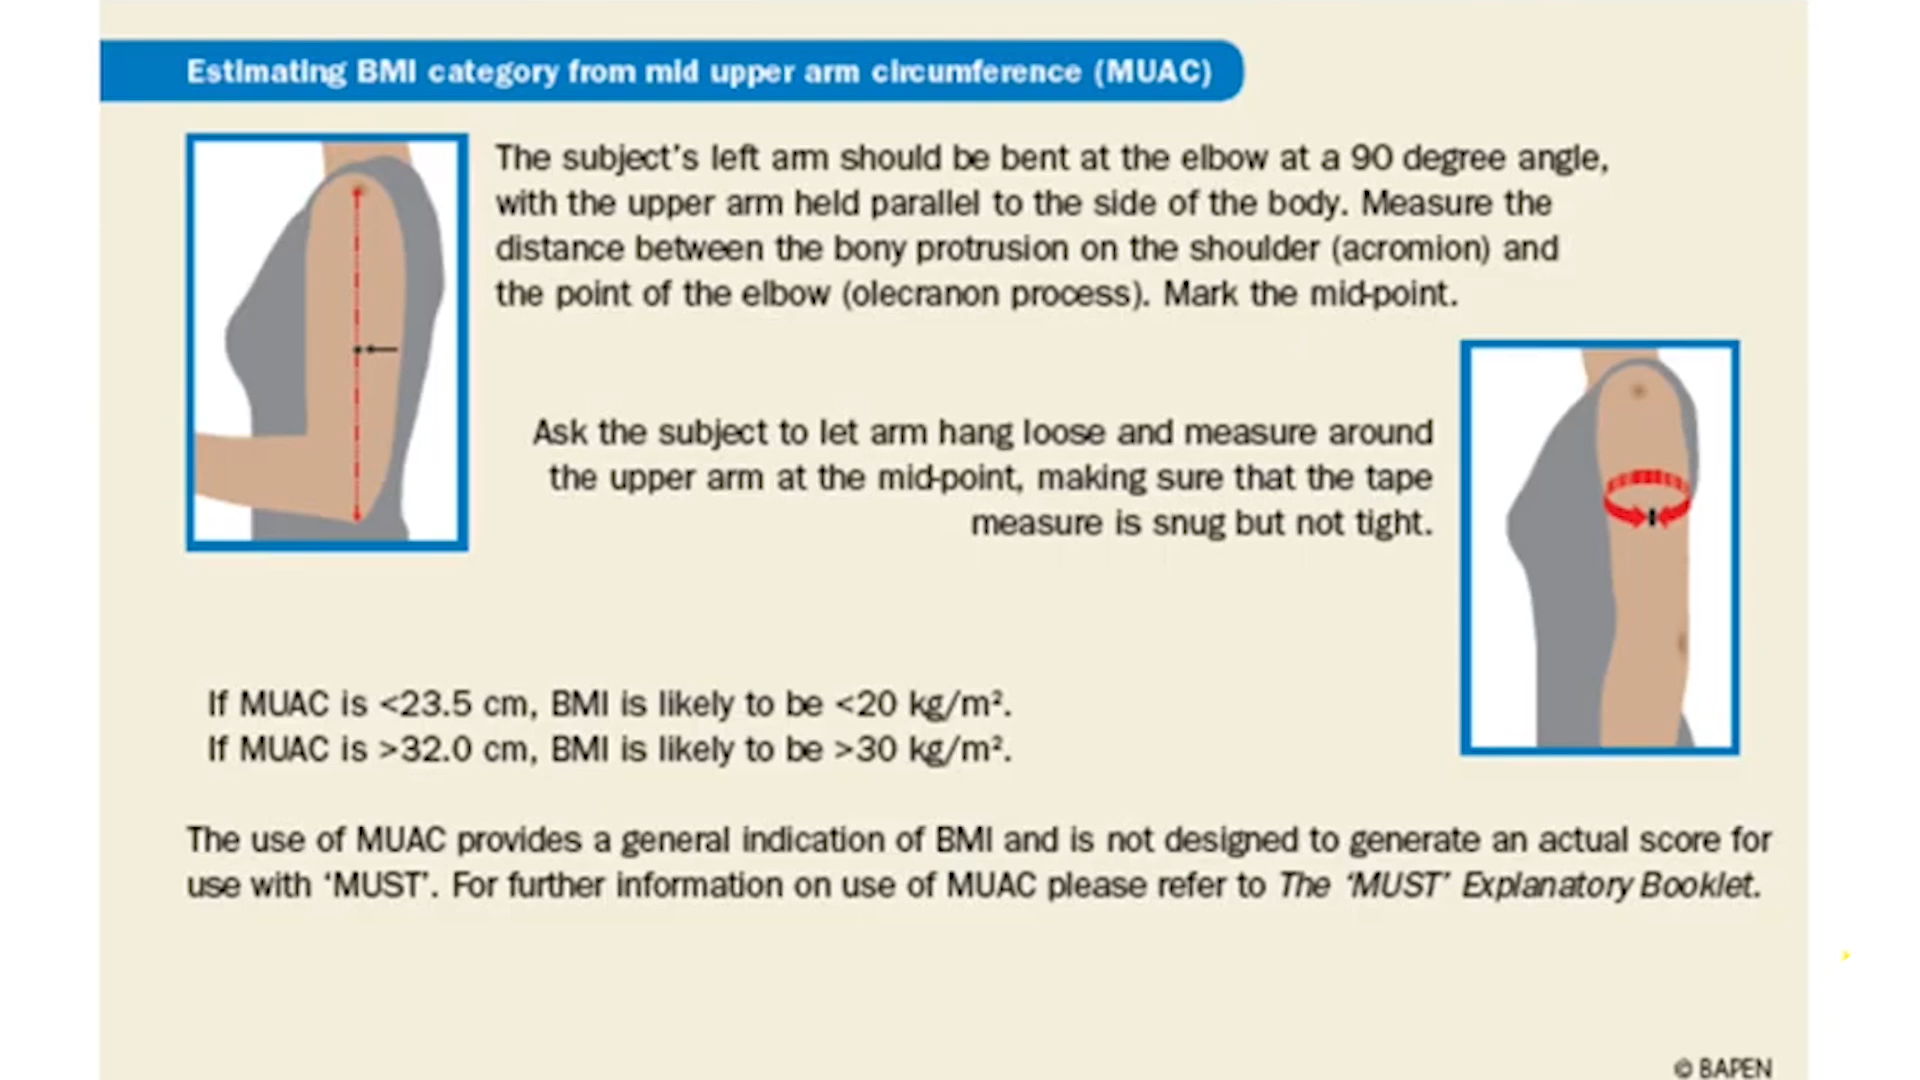 Estimating BMI category from mid upper arm circumference (MUAC)
The subject's left arm should be bent at the elbow at a 90 degree angle,
with the upper arm held parallel to the side of the body. Measure the
distance between the bony protrusion on the shoulder (acromion) and
the point of the elbow (olecranon process). Mark the mid-point.
Ask the subject to let arm hang loose and measure around
the upper arm at the mid-point, making sure that the tape
measure is snug but not tight.
If MUAC is <23.5 cm, BMI is likely to be <20 kg/m².
If MUAC is >32.0 cm, BMI is likely to be >30 kg/m².
The use of MUAC provides a general indication of BMI and is not designed to generate an actual score for
use with 'MUST'. For further information on use of MUAC please refer to The 'MUST' Explanatory Booklet.
© BAPEN